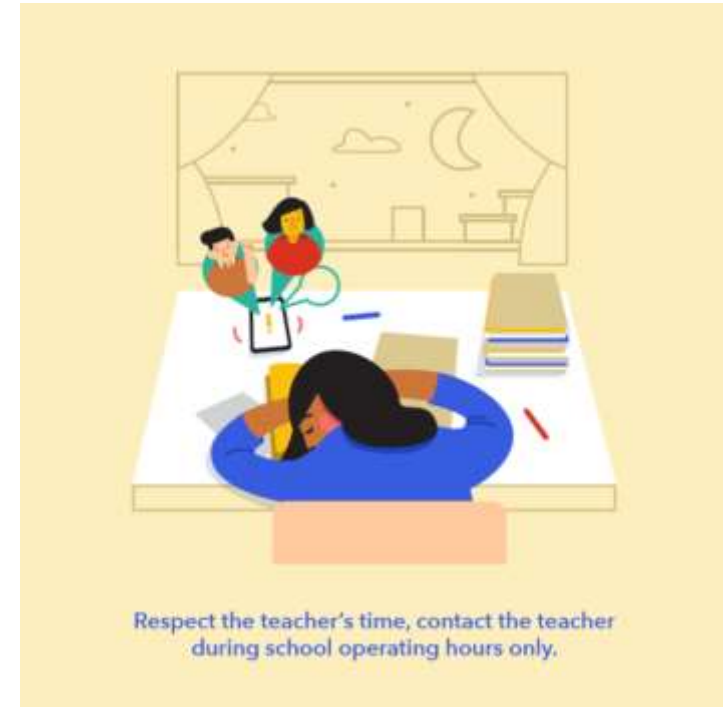 Respect the teacher's time, contact the teacher
during school operating hours only.